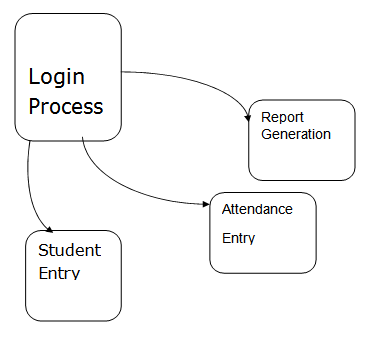 Login
Process
Report
Generation
Attendance
Entry
Student
Entry